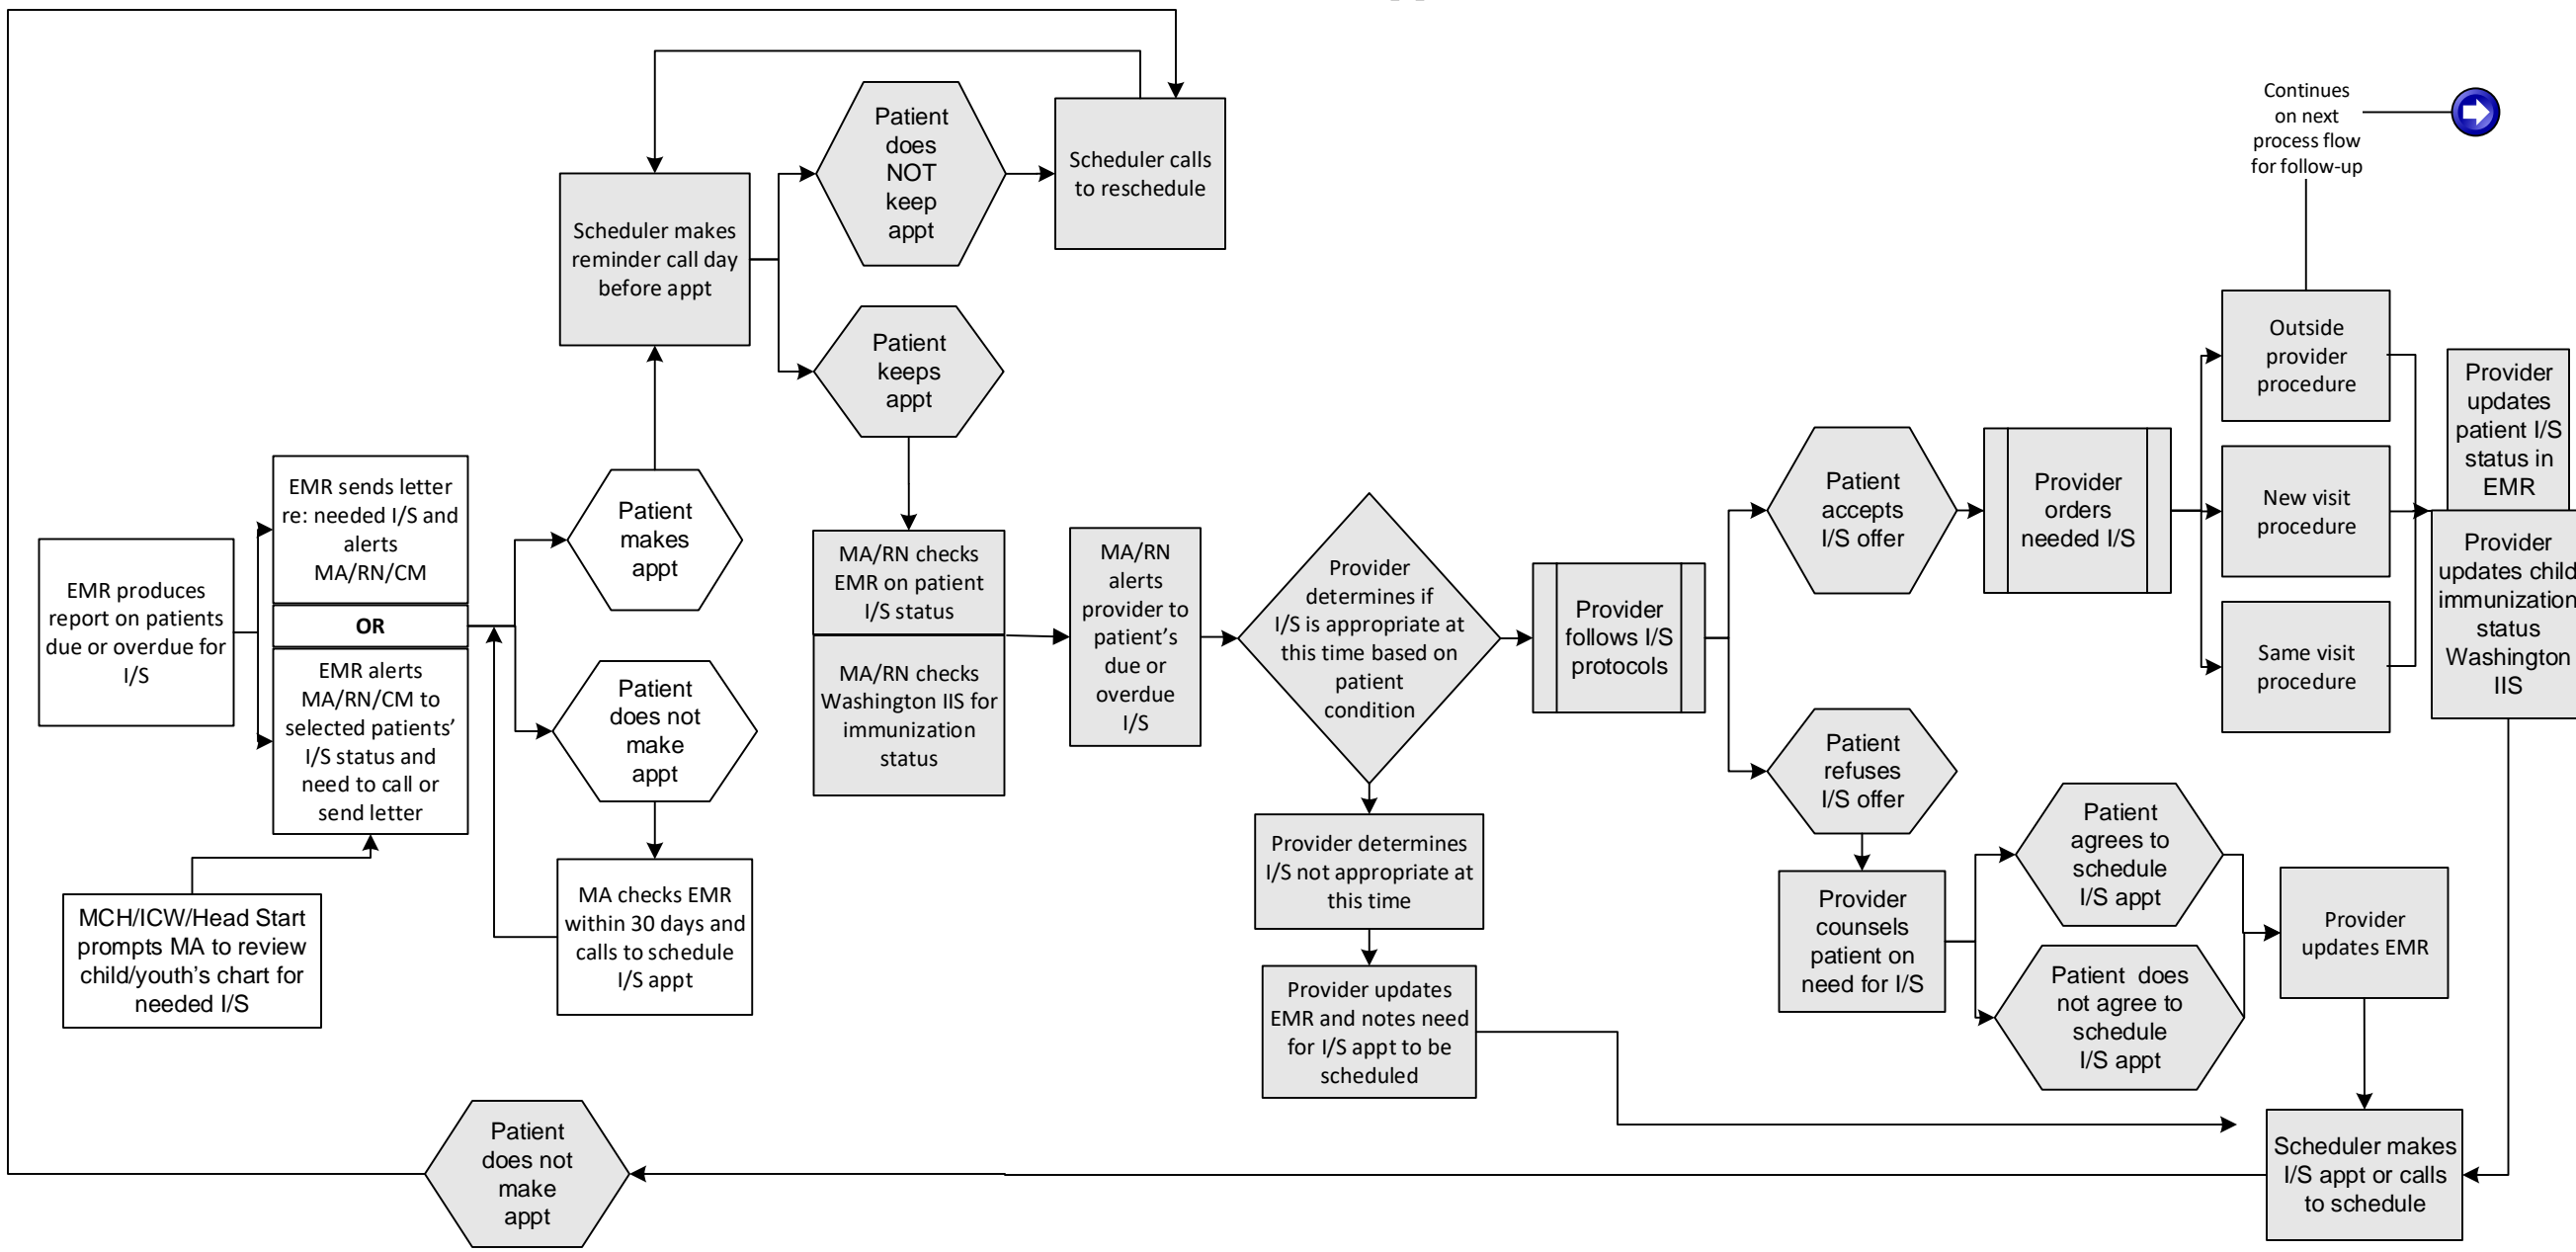 Continues
on next
process flow
for follow-up
Patient
does
NOT
keep
appt
Scheduler calls
to reschedule
Scheduler makes
reminder call day
before appt
Patient
keeps
appt
Outside
provider
procedure
New visit
procedure
Same visit
procedure
Provider
updates
patient I/S
status in
EMR
Provider
updates child
immunization
status
Washington
IIS
EMR produces
report on patients
due or overdue for
I/S
EMR sends letter
re: needed I/S and
alerts
MA/RN/CM
OR
EMR alerts
MA/RN/CM to
selected patients’
I/S status and
need to call or
send letter
Patient
makes
appt
Patient
does not
make
appt
MA/RN checks
EMR on patient
I/S status
MA/RN checks
Washington IIS for
immunization
status
MA/RN
alerts
provider to
patient’s
due or
overdue
I/S
Provider
determines if
I/S is appropriate at
this time based on
patient
condition
Provider
follows I/S
protocols
Patient
accepts
I/S offer
Provider
orders
needed I/S
Patient
refuses
I/S offer
MCH/ICW/Head Start
prompts MA to review
child/youth’s chart for
needed I/S
MA checks EMR
within 30 days and
calls to schedule
I/S appt
Provider determines
I/S not appropriate at
this time
Provider updates
EMR and notes need
for I/S appt to be
scheduled
Provider
counsels
patient on
need for I/S
Patient
agrees to
schedule
I/S appt
Patient does
not agree to
schedule
I/S appt
Provider
updates EMR
Patient
does not
make
appt
Scheduler makes
I/S appt or calls
to schedule